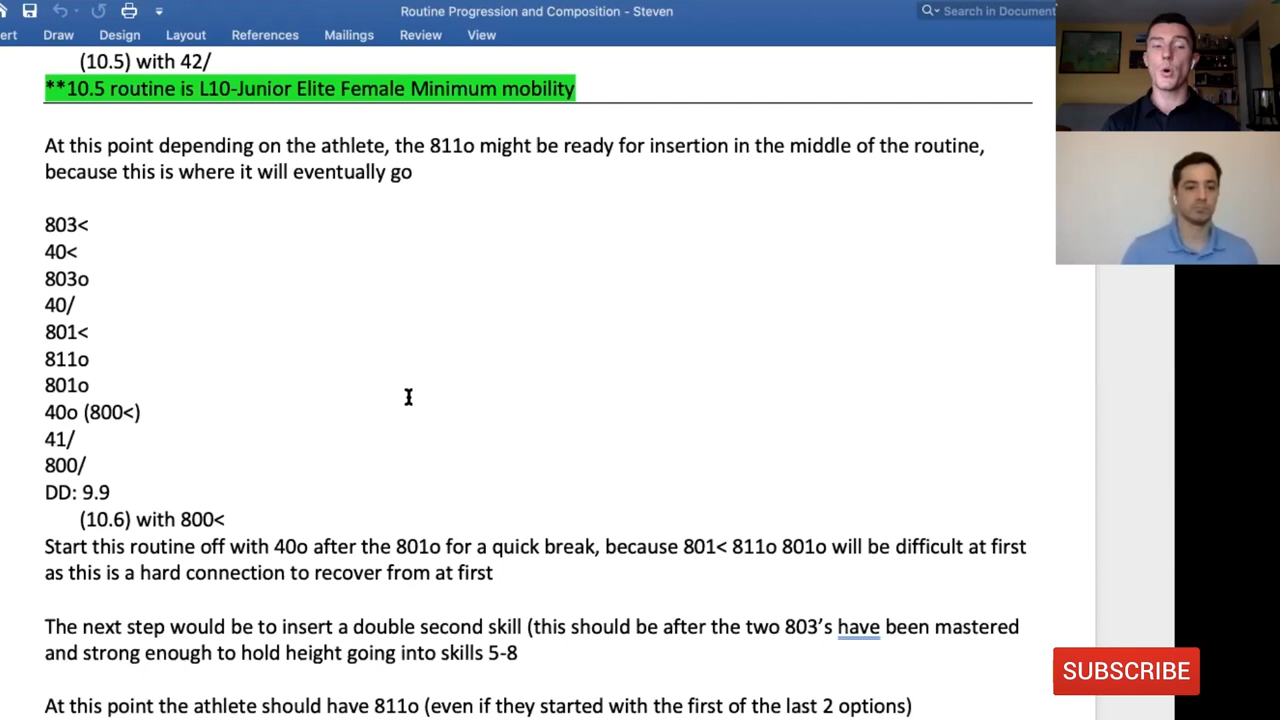 Routine Progression and Composition - Steven
Search in Document
ert Draw Design Layout References Mailings Review View
(10.5) with 42/
**10.5 routine is L10-Junior Elite Female Minimum mobility
At this point depending on the athlete, the 811o might be ready for insertion in the middle of the routine,
because this is where it will eventually go
803<
40<
803o
40/
801<
811o
801o
40o (800<)
41/
800/
DD: 9.9
(10.6) with 800<
Start this routine off with 40o after the 801o for a quick break, because 801< 811o 801o will be difficult at first
as this is a hard connection to recover from at first
The next step would be to insert a double second skill (this should be after the two 803's have been mastered
and strong enough to hold height going into skills 5-8
At this point the athlete should have 811o (even if they started with the first of the last 2 options)
SUBSCRIBE